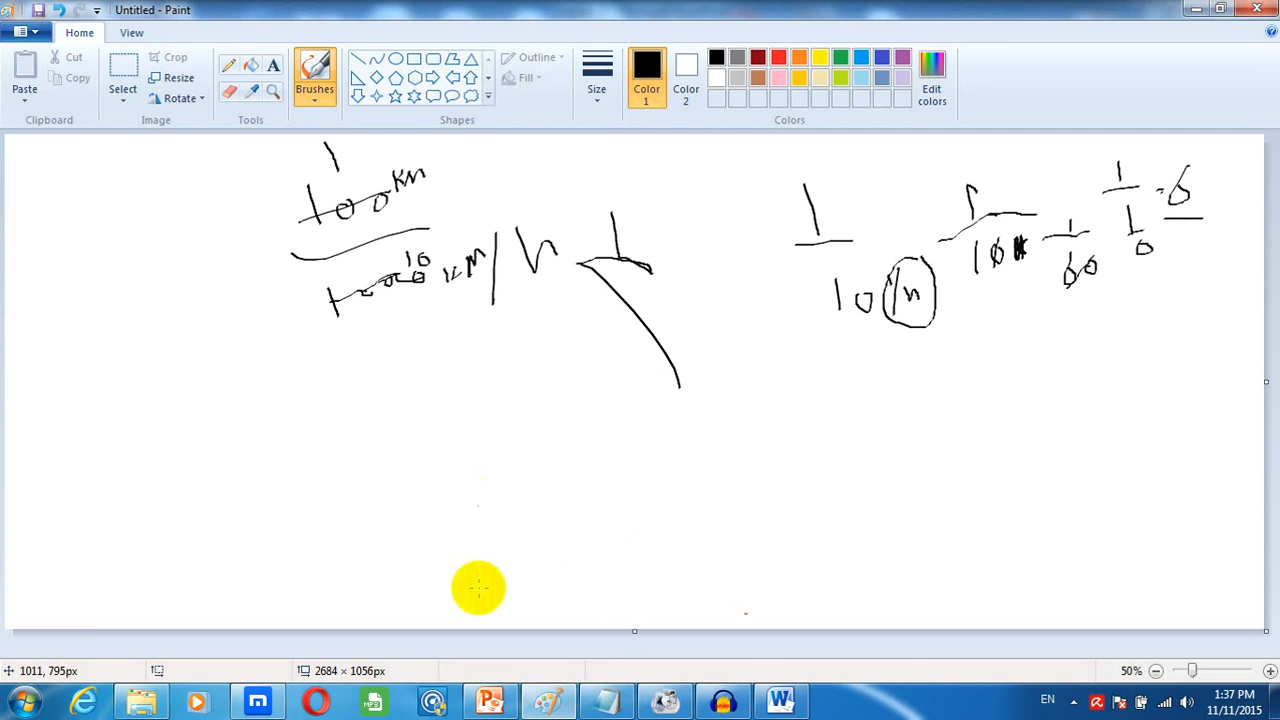 Untitled - Paint
Home View
Paste
Cut
Copy
Clipboard
Select
Crop
Resize
Rotate
Image
Tools
Brushes
Outline
Fill
Shapes
Size
Color 1
Color 2
Edit colors
Colors
1
100 km
10
1000 km/h
1
1
10/h
1
10
1
60
1
10
6
1011, 795px
2684 × 1056px
50%
EN
1:37 PM
11/11/2015